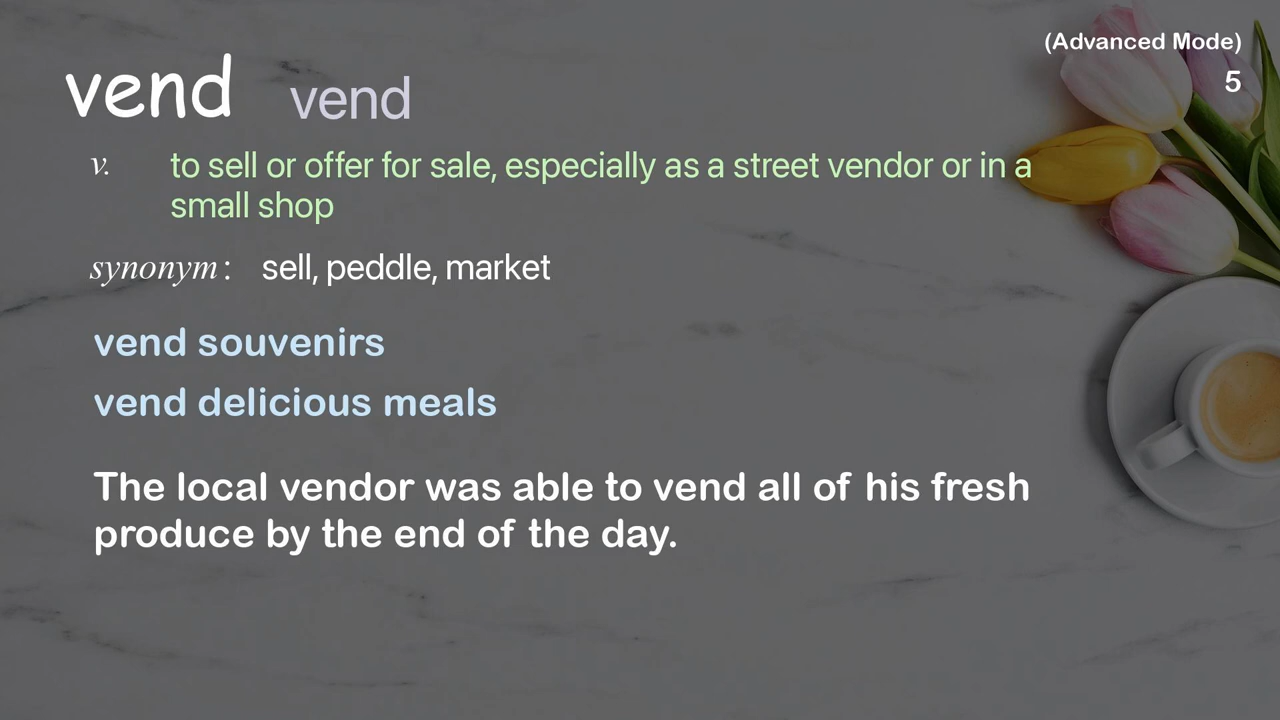 (Advanced Mode)
vend vend
5
v. to sell or offer for sale, especially as a street vendor or in a
small shop
synonym: sell, peddle, market
vend souvenirs
vend delicious meals
The local vendor was able to vend all of his fresh
produce by the end of the day.